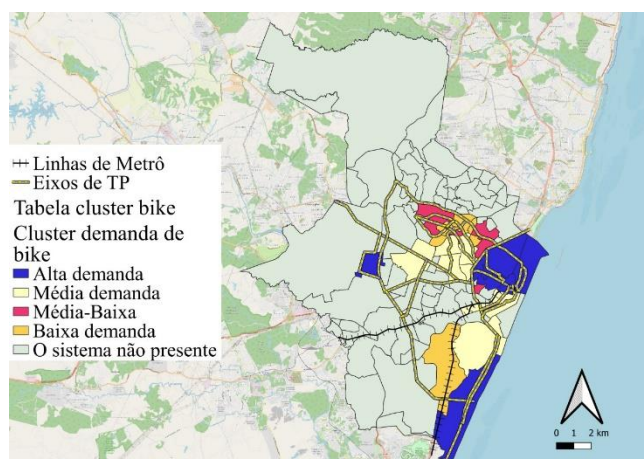 Linhas de Metrô
Eixos de TP
Tabela cluster bike
Cluster demanda de
bike
Alta demanda
Média demanda
Média-Baixa
Baixa demanda
O sistema não presente
0 1 2 km